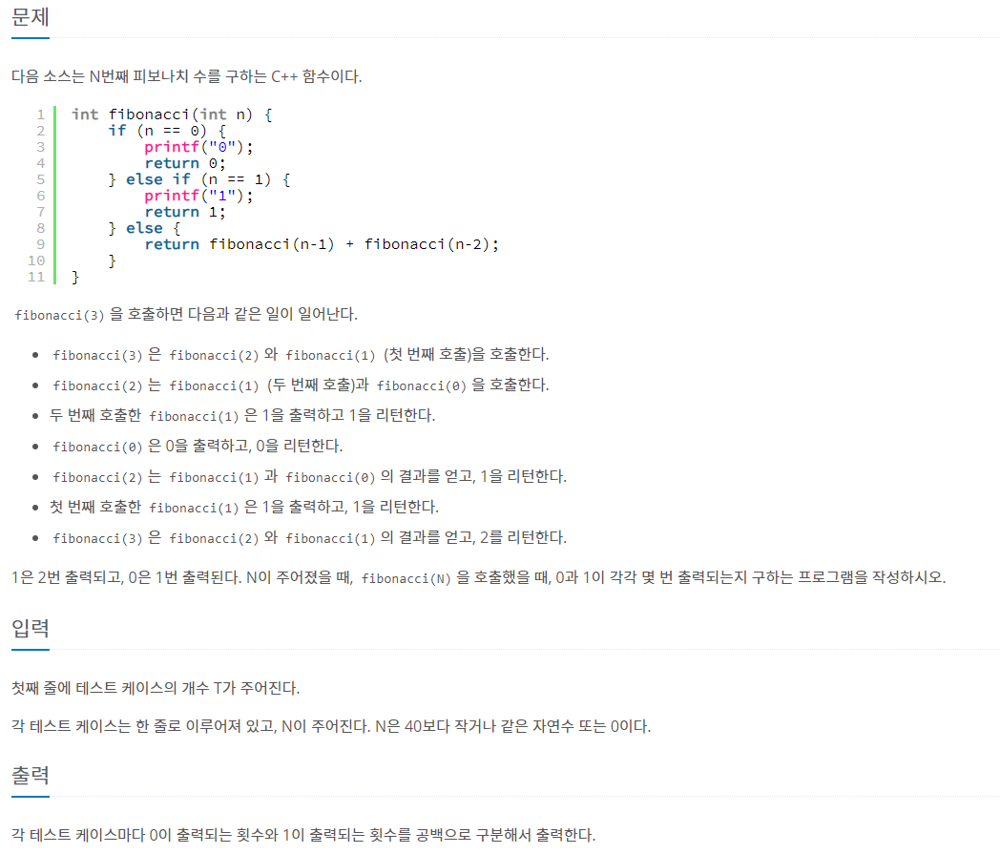 문제
다음 소스는 N번째 피보나치 수를 구하는 C++ 함수이다.
1 int fibonacci(int n) {
2     if (n == 0) {
3         printf("0");
4         return 0;
5     } else if (n == 1) {
6         printf("1");
7         return 1;
8     } else {
9         return fibonacci(n-1) + fibonacci(n-2);
10     }
11 }
fibonacci(3) 을 호출하면 다음과 같은 일이 일어난다.
• fibonacci(3) 은 fibonacci(2) 와 fibonacci(1) (첫 번째 호출)을 호출한다.
• fibonacci(2) 는 fibonacci(1) (두 번째 호출)과 fibonacci(0) 을 호출한다.
• 두 번째 호출한 fibonacci(1) 은 1을 출력하고 1을 리턴한다.
• fibonacci(0) 은 0을 출력하고, 0을 리턴한다.
• fibonacci(2) 는 fibonacci(1) 과 fibonacci(0) 의 결과를 얻고, 1을 리턴한다.
• 첫 번째 호출한 fibonacci(1) 은 1을 출력하고, 1을 리턴한다.
• fibonacci(3) 은 fibonacci(2) 와 fibonacci(1) 의 결과를 얻고, 2를 리턴한다.
1은 2번 출력되고, 0은 1번 출력된다. N이 주어졌을 때, fibonacci(N) 을 호출했을 때, 0과 1이 각각 몇 번 출력되는지 구하는 프로그램을 작성하시오.
입력
첫째 줄에 테스트 케이스의 개수 T가 주어진다.
각 테스트 케이스는 한 줄로 이루어져 있고, N이 주어진다. N은 40보다 작거나 같은 자연수 또는 0이다.
출력
각 테스트 케이스마다 0이 출력되는 횟수와 1이 출력되는 횟수를 공백으로 구분해서 출력한다.